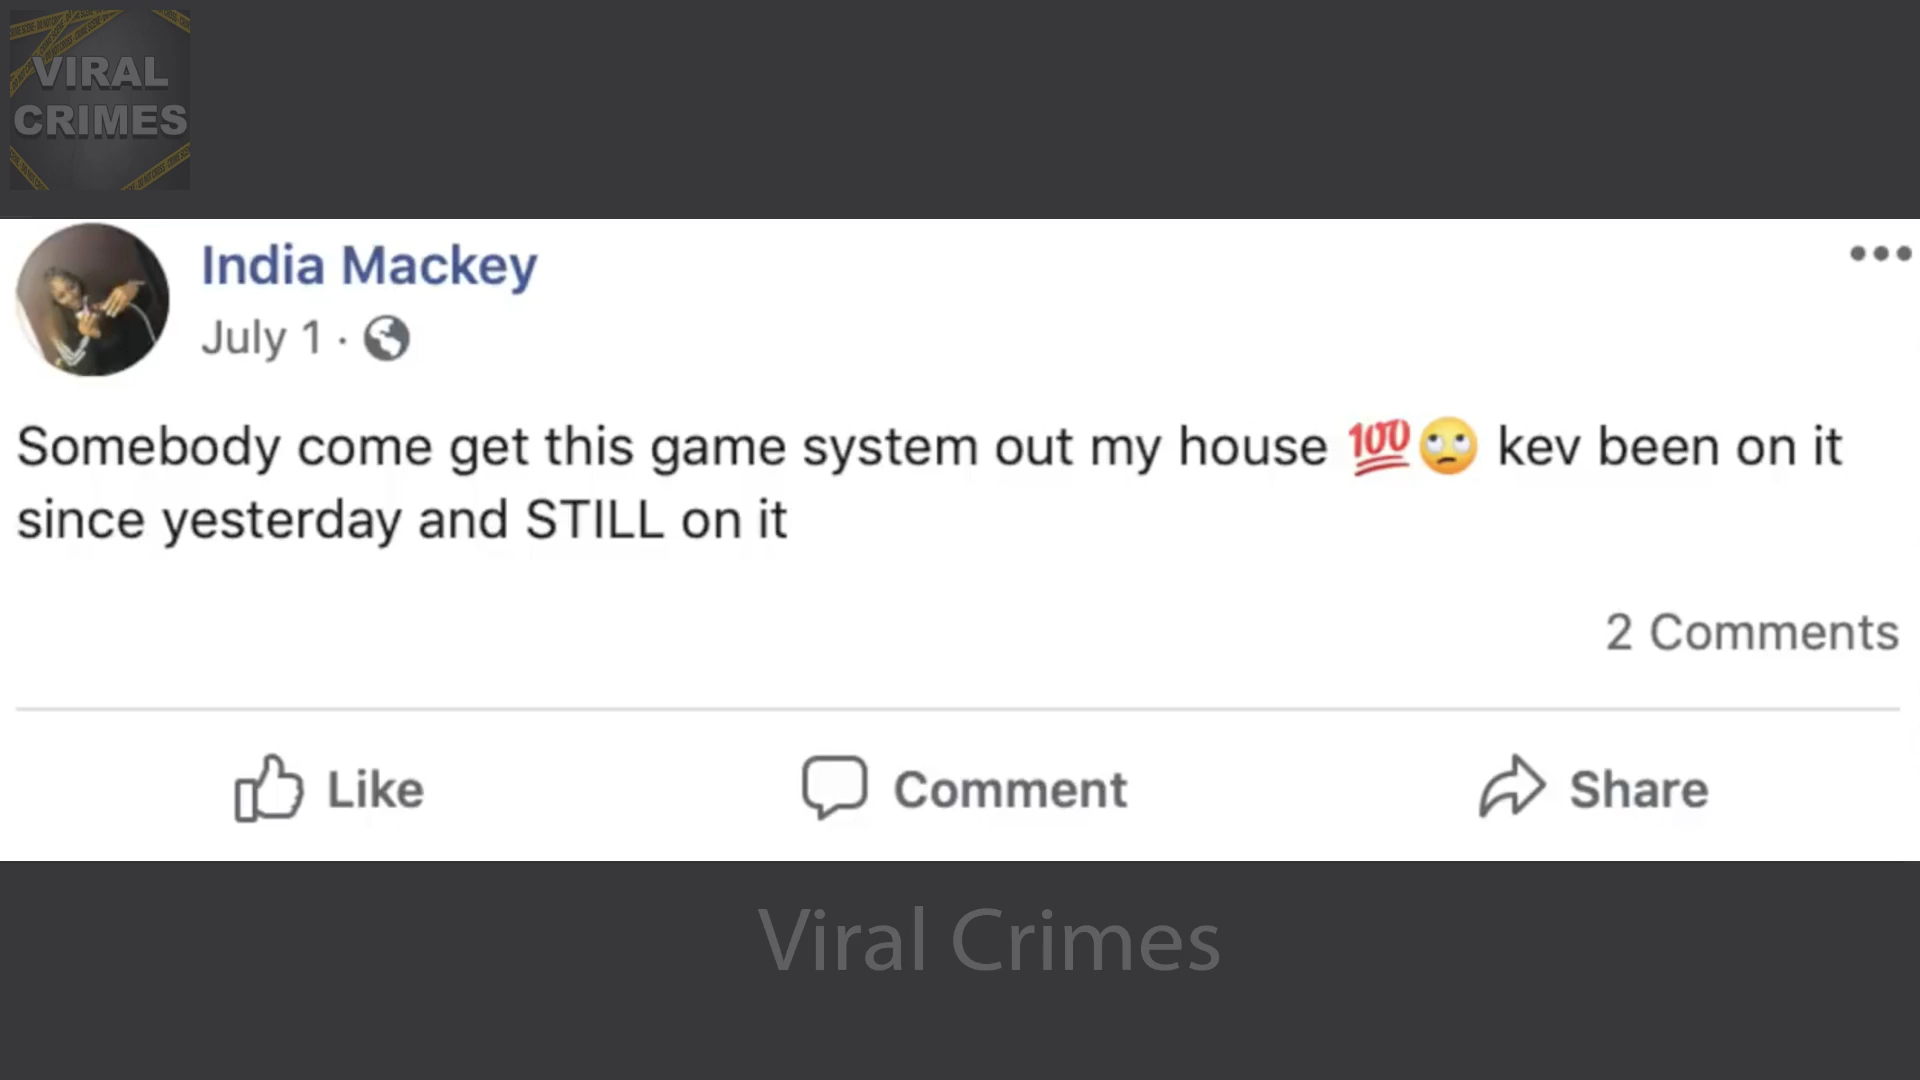 VIRAL
CRIMES
India Mackey
July 1 ·
Somebody come get this game system out my house 💯🙄 kev been on it
since yesterday and STILL on it
2 Comments
Like
Comment
Share
Viral Crimes